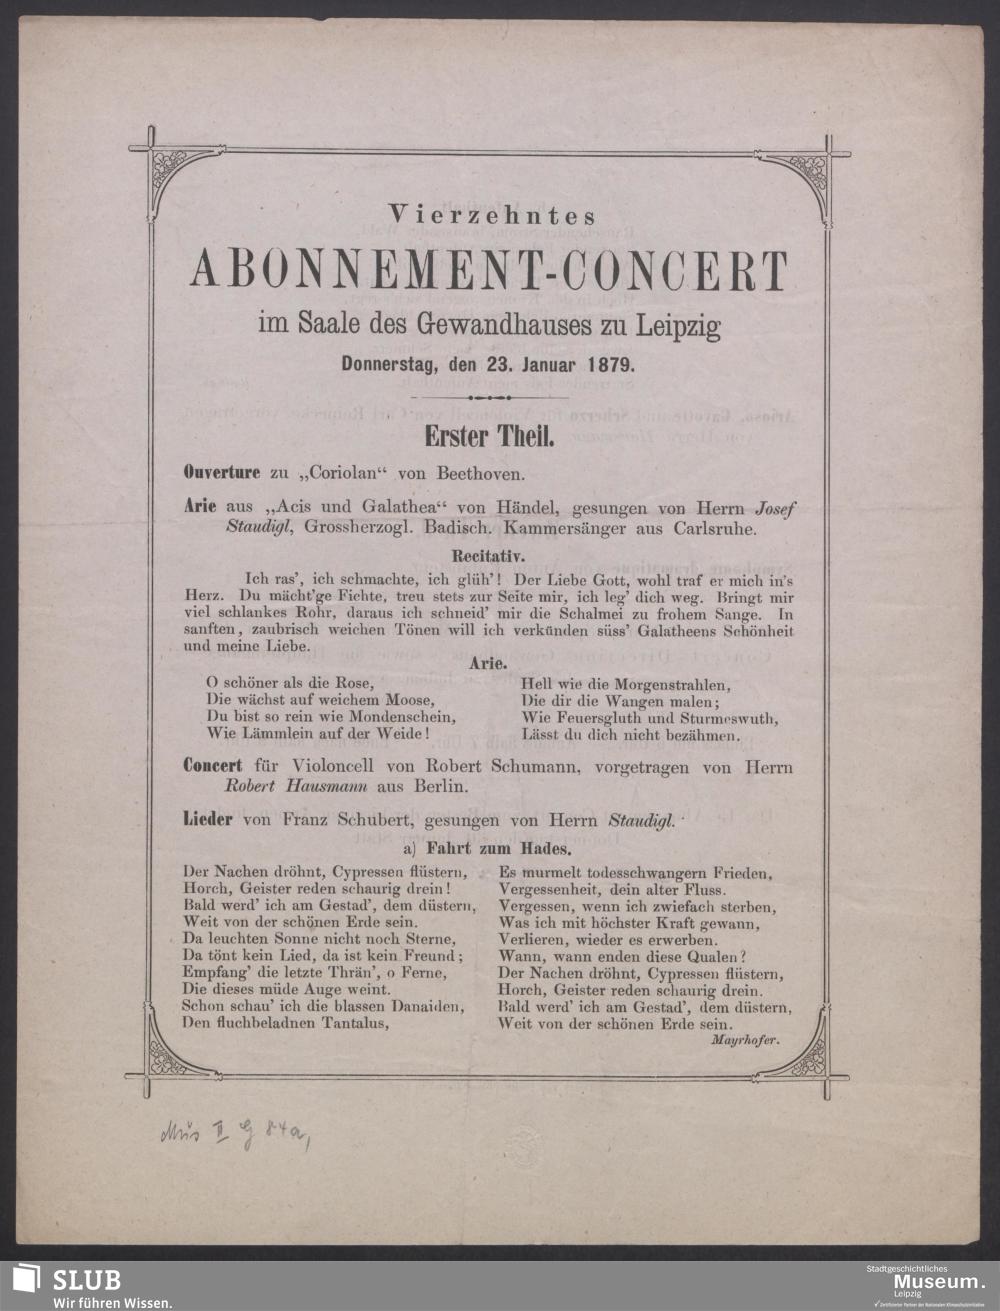 Vierzehntes
ABONNEMENT-CONCERT
im Saale des Gewandhauses zu Leipzig
Donnerstag, den 23. Januar 1879.
Erster Theil.
Ouverture zu „Coriolan“ von Beethoven.
Arie aus „Acis und Galathea“ von Händel, gesungen von Herrn Josef
Staudigl, Grossherzogl. Badisch. Kammersänger aus Carlsruhe.
Recitativ.
Ich ras’, ich schmachte, ich glüh’! Der Liebe Gott, wohl traf er mich in’s
Herz. Du mächt’ge Fichte, treu stets zur Seite mir, ich leg’ dich weg. Bringt mir
viel schlankes Rohr, daraus ich schneid’ mir die Schalmei zu frohem Sange. In
sanften, zaubrisch weichen Tönen will ich verkünden süss’ Galatheens Schönheit
und meine Liebe.
Arie.
O schöner als die Rose,
Die wächst auf weichem Moose,
Du bist so rein wie Mondenschein,
Wie Lämmlein auf der Weide!
Hell wie die Morgenstrahlen,
Die dir die Wangen malen;
Wie Feuersgluth und Sturmeswuth,
Lässt du dich nicht bezähmen.
Concert für Violoncell von Robert Schumann, vorgetragen von Herrn
Robert Hausmann aus Berlin.
Lieder von Franz Schubert, gesungen von Herrn Staudigl.
a) Fahrt zum Hades.
Der Nachen dröhnt, Cypressen flüstern,
Horch, Geister reden schaurig drein!
Bald werd’ ich am Gestad’, dem düstern,
Weit von der schönen Erde sein.
Da leuchten Sonne nicht noch Sterne,
Da tönt kein Lied, da ist kein Freund;
Empfang’ die letzte Thrän’, o Ferne,
Die dieses müde Auge weint.
Schon schau’ ich die blassen Danaiden,
Den fluchbeladnen Tantalus,
Es murmelt todesschwangern Frieden,
Vergessenheit, dein alter Fluss.
Vergessen, wenn ich zwiefach sterben,
Was ich mit höchster Kraft gewann,
Verlieren, wieder es erwerben.
Wann, wann enden diese Qualen?
Der Nachen dröhnt, Cypressen flüstern,
Horch, Geister reden schaurig drein.
Bald werd’ ich am Gestad’, dem düstern,
Weit von der schönen Erde sein.
Mayrhofer.
Mus II G 84a,
SLUB
Wir führen Wissen.
Stadtgeschichtliches
Museum.
Leipzig
Zertifizierter Partner der Nationalen Klimaschutzinitiative